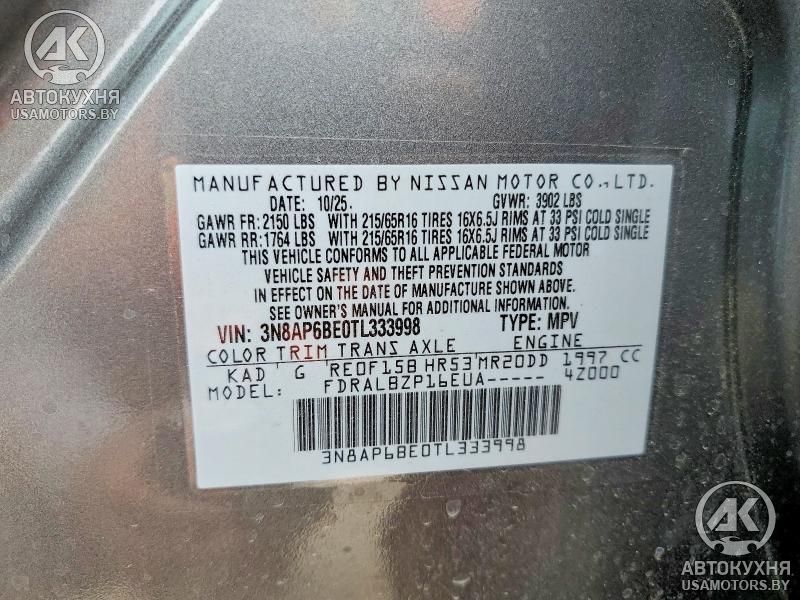 AK
АВТОКУХНЯ
USAMOTORS.BY
MANUFACTURED BY NISSAN MOTOR CO., LTD.
DATE: 10/25. GVWR: 3902 LBS
GAWR FR: 2150 LBS WITH 215/65R16 TIRES 16X6.5J RIMS AT 33 PSI COLD SINGLE
GAWR RR: 1764 LBS WITH 215/65R16 TIRES 16X6.5J RIMS AT 33 PSI COLD SINGLE
THIS VEHICLE CONFORMS TO ALL APPLICABLE FEDERAL MOTOR
VEHICLE SAFETY AND THEFT PREVENTION STANDARDS
IN EFFECT ON THE DATE OF MANUFACTURE SHOWN ABOVE.
SEE OWNER'S MANUAL FOR ADDITIONAL INFORMATION.
VIN: 3N8AP6BE0TL333998 TYPE: MPV
COLOR TRIM TRANS AXLE ENGINE
KAD G RE0F15B HR53 MR20DD 1997 CC
MODEL: FDRALBZP16EUA----- 4Z000
3N8AP6BE0TL333998
AK
АВТОКУХНЯ
USAMOTORS.BY